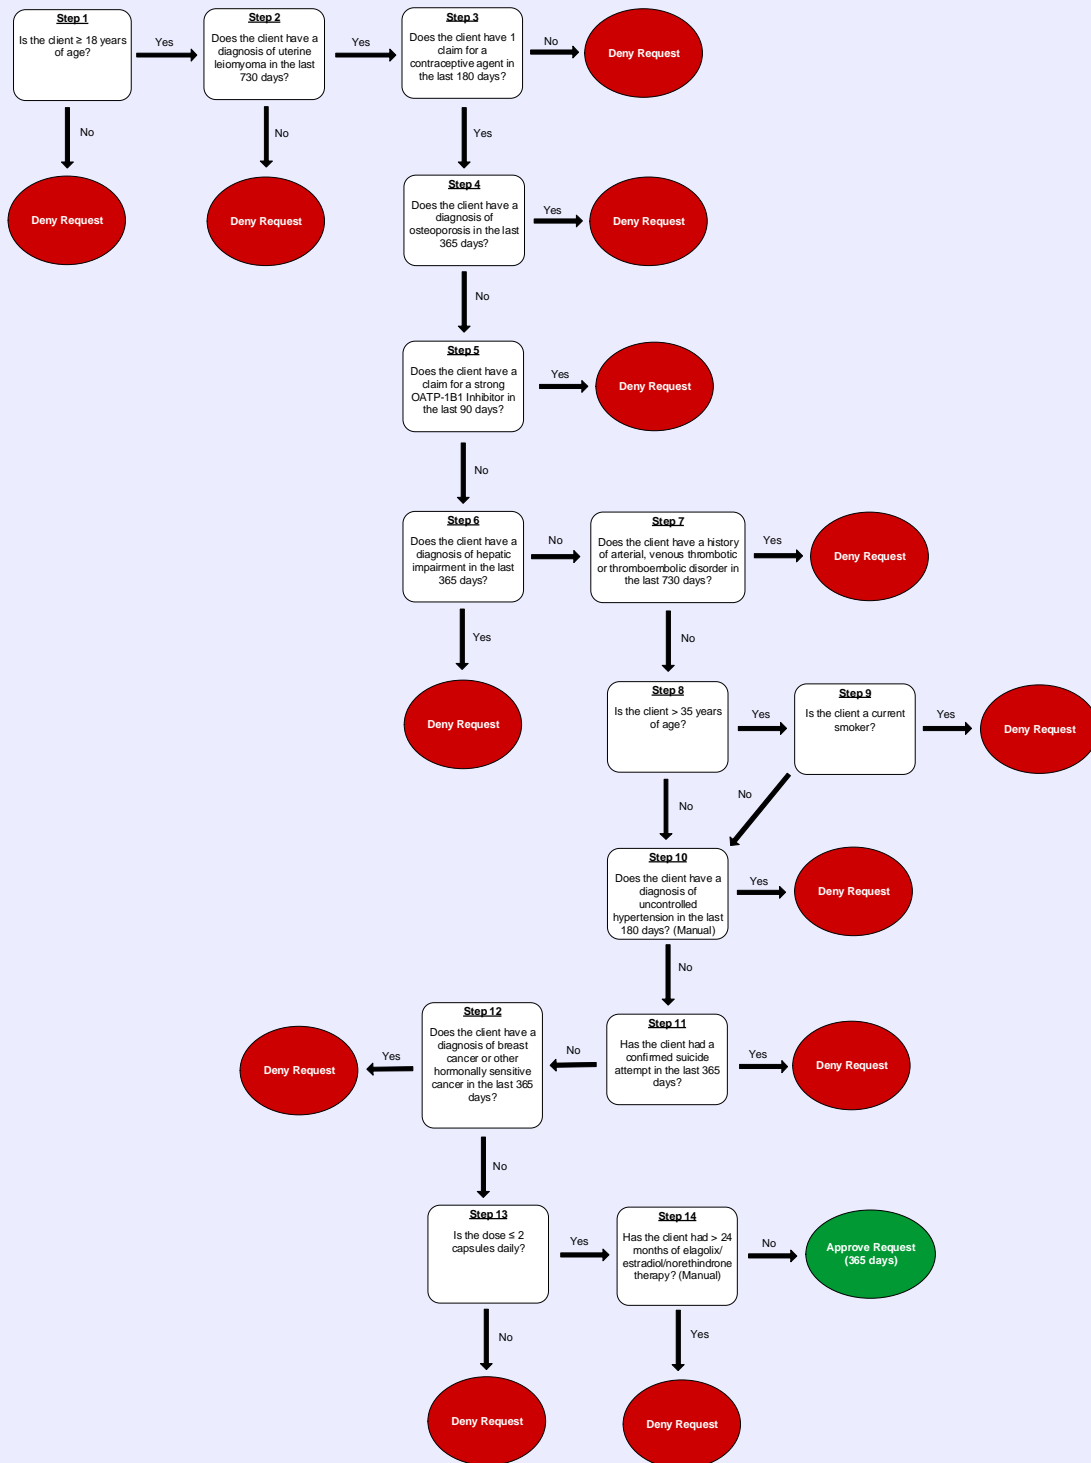 Step 1
Is the client ≥ 18 years
of age?
Yes
No
Deny Request
Step 2
Does the client have a
diagnosis of uterine
leiomyoma in the last
730 days?
Yes
No
Deny Request
Step 3
Does the client have 1
claim for a
contraceptive agent in
the last 180 days?
No
Deny Request
Yes
Step 4
Does the client have a
diagnosis of
osteoporosis in the last
365 days?
Yes
Deny Request
No
Step 5
Does the client have a
claim for a strong
OATP-1B1 Inhibitor in
the last 90 days?
Yes
Deny Request
No
Step 6
Does the client have a
diagnosis of hepatic
impairment in the last
365 days?
No
Yes
Deny Request
Step 7
Does the client have a history
of arterial, venous thrombotic
or thromboembolic disorder in
the last 730 days?
Yes
Deny Request
No
Step 8
Is the client > 35 years
of age?
Yes
No
Step 9
Is the client a current
smoker?
Yes
Deny Request
No
Step 10
Does the client have a
diagnosis of
uncontrolled
hypertension in the last
180 days? (Manual)
Yes
Deny Request
No
Step 11
Has the client had a
confirmed suicide
attempt in the last 365
days?
Yes
Deny Request
No
Step 12
Does the client have a
diagnosis of breast
cancer or other
hormonally sensitive
cancer in the last 365
days?
Yes
Deny Request
No
Step 13
Is the dose ≤ 2
capsules daily?
Yes
No
Deny Request
Step 14
Has the client had > 24
months of elagolix/
estradiol/norethindrone
therapy? (Manual)
No
Approve Request
(365 days)
Yes
Deny Request